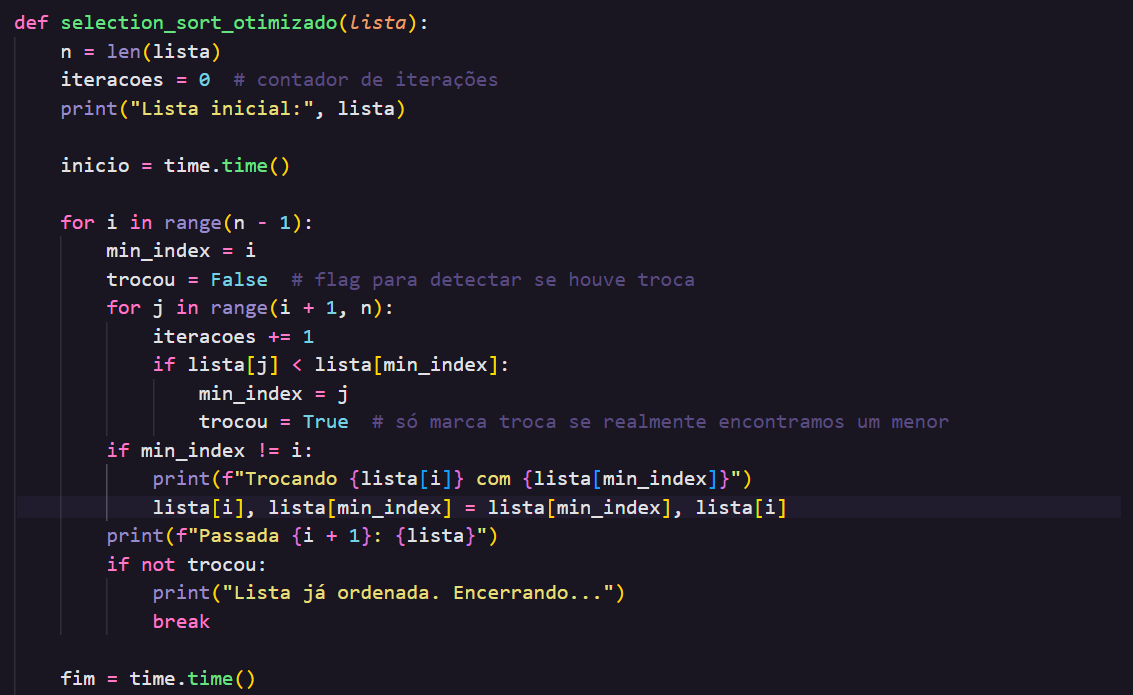 def selection_sort_otimizado(lista):
    n = len(lista)
    iteracoes = 0  # contador de iterações
    print("Lista inicial:", lista)

    inicio = time.time()

    for i in range(n - 1):
        min_index = i
        trocou = False  # flag para detectar se houve troca
        for j in range(i + 1, n):
            iteracoes += 1
            if lista[j] < lista[min_index]:
                min_index = j
                trocou = True  # só marca troca se realmente encontramos um menor
        if min_index != i:
            print(f"Trocando {lista[i]} com {lista[min_index]}")
            lista[i], lista[min_index] = lista[min_index], lista[i]
        print(f"Passada {i + 1}: {lista}")
        if not trocou:
            print("Lista já ordenada. Encerrando...")
            break

    fim = time.time()